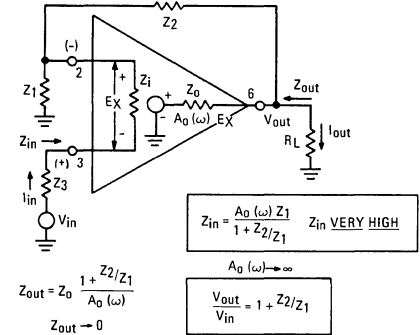 Z2
(-)
2
+
Z1
EX
Zi
Z0
+
-
A0 (ω) EX
6
Vout
Zout
Iout
RL
Zin
-
(+) 3
Iin
Z3
Vin
Zin = A0 (ω) Z1 / 1 + Z2/Z1 Zin VERY HIGH
A0 (ω) → ∞
Zout = Z0 1 + Z2/Z1 / A0 (ω)
Zout → 0
Vout / Vin = 1 + Z2/Z1